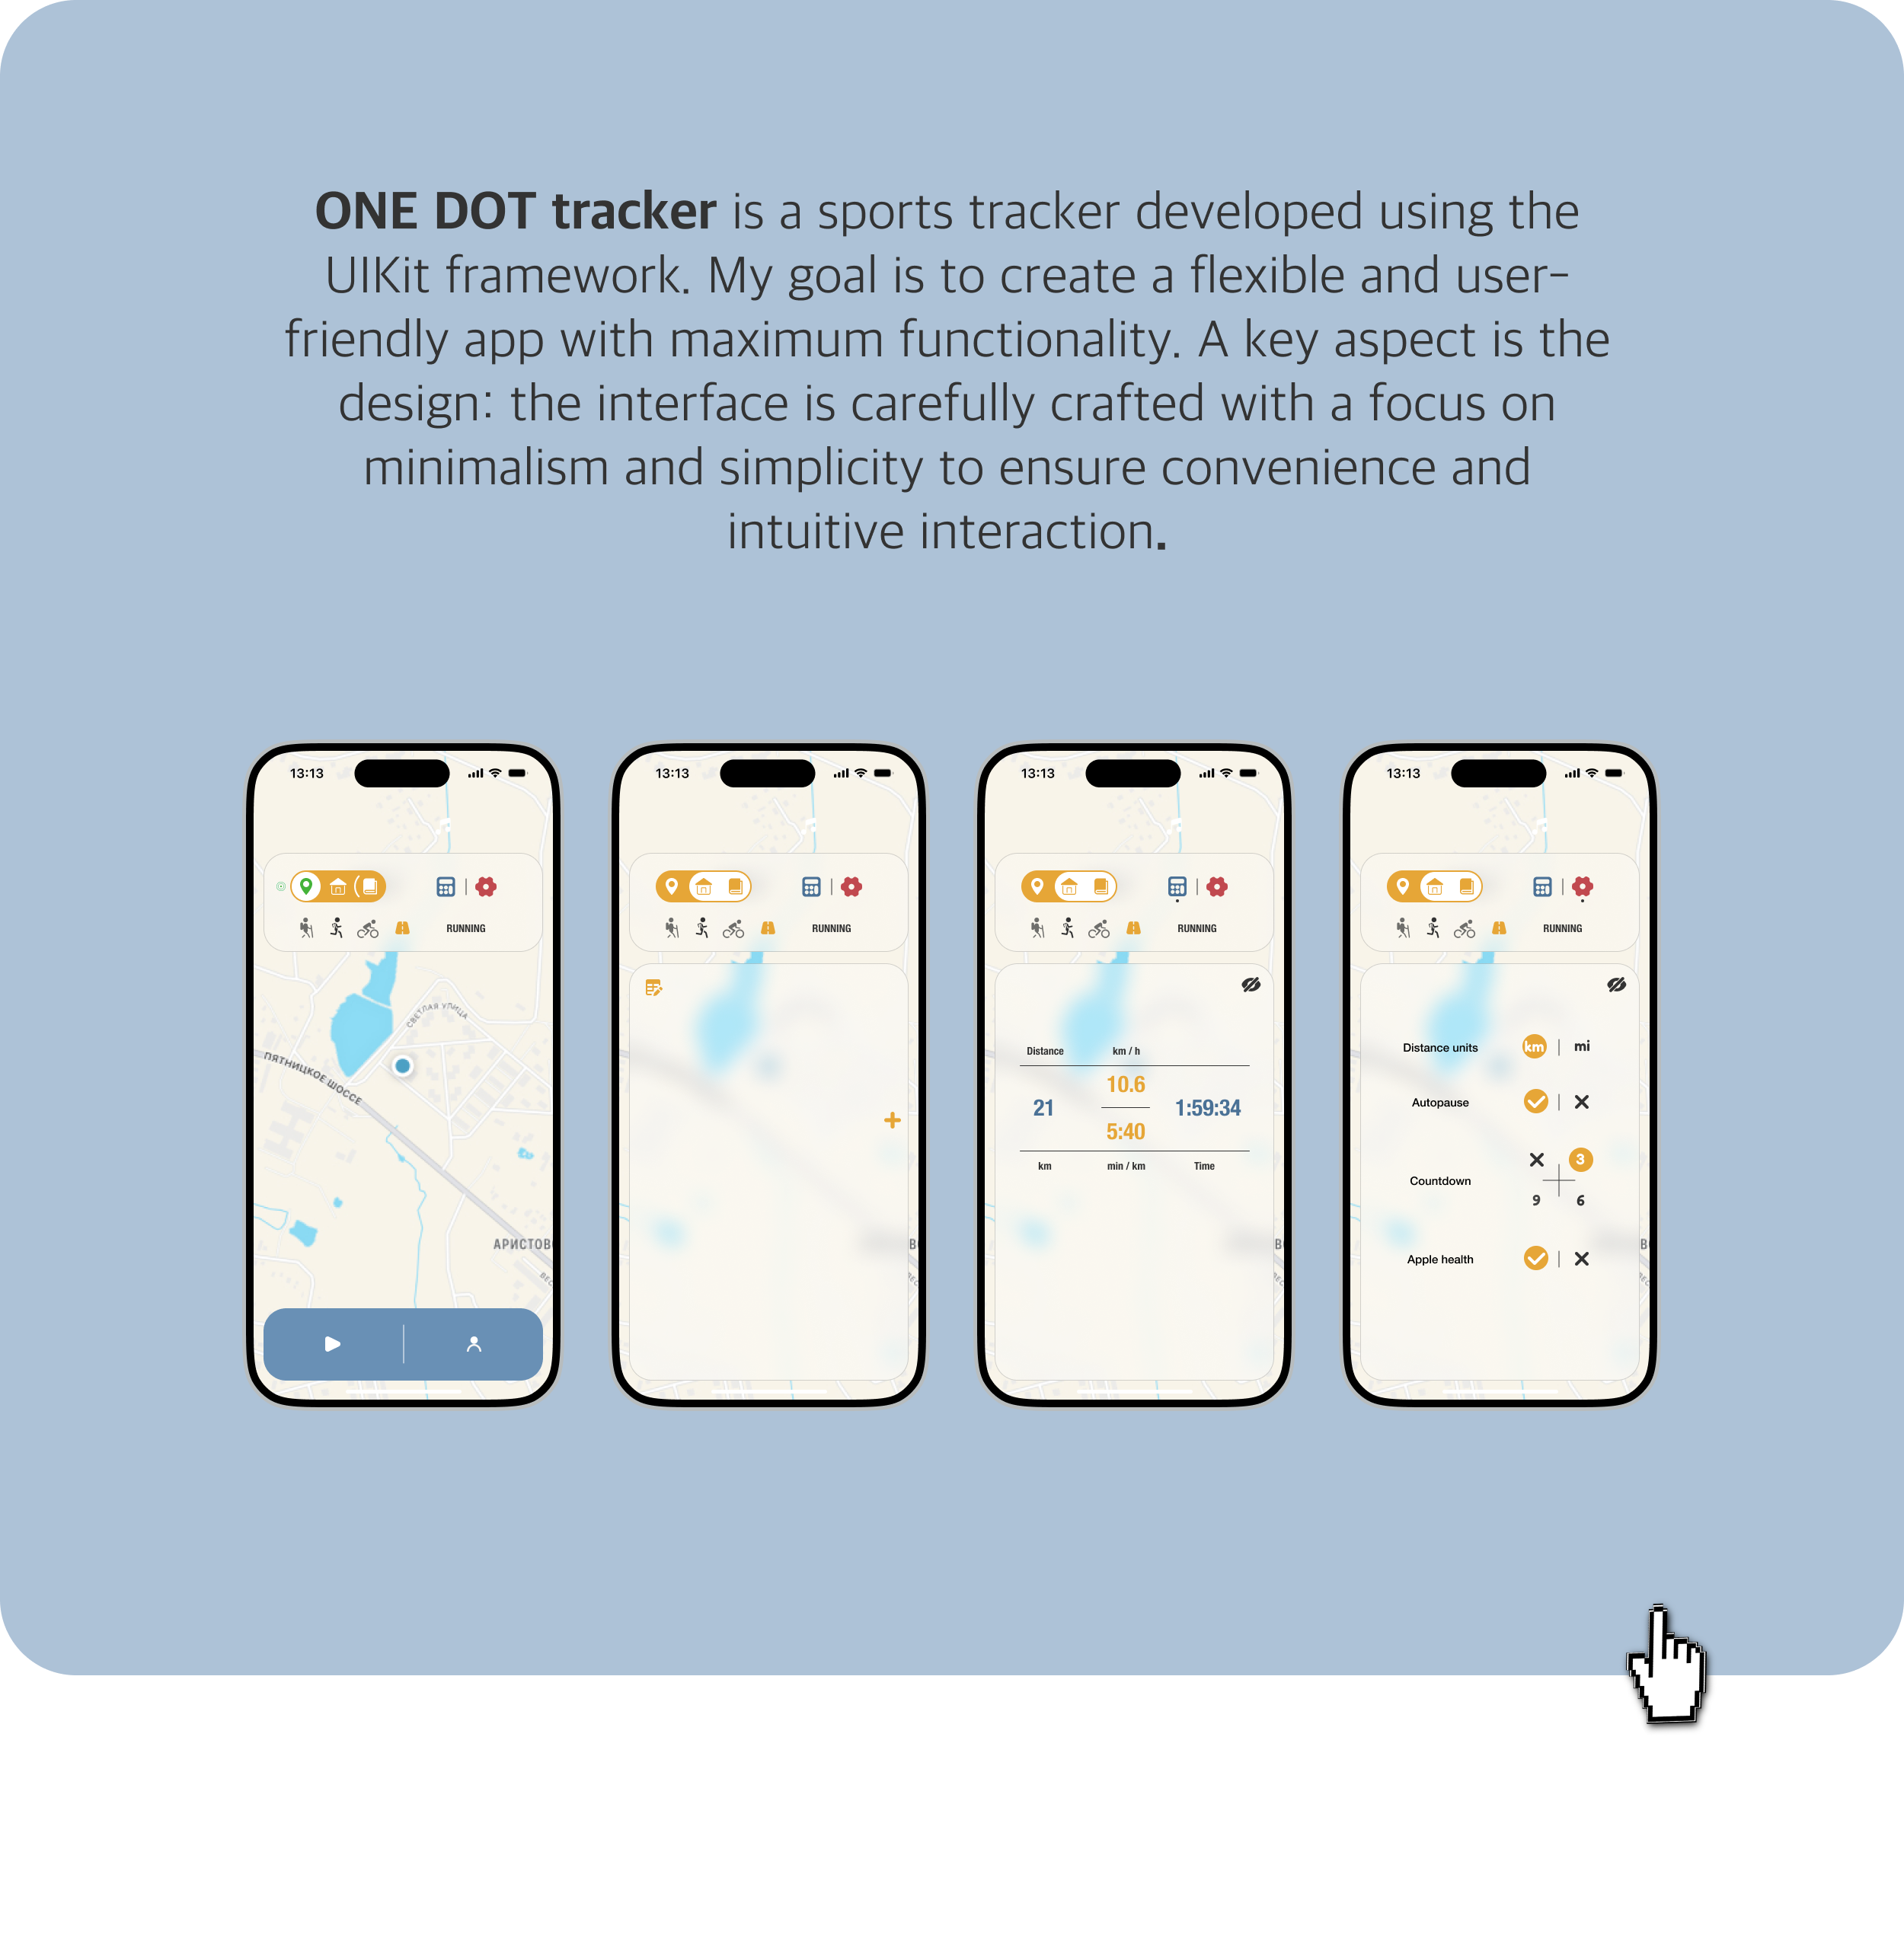 ONE DOT tracker is a sports tracker developed using the
UIKit framework. My goal is to create a flexible and user-
friendly app with maximum functionality. A key aspect is the
design: the interface is carefully crafted with a focus on
minimalism and simplicity to ensure convenience and
intuitive interaction.
13:13
RUNNING
СВЕТЛАЯ УЛИЦА
ПЯТНИЦКОЕ ШОССЕ
АРИСТОВ
13:13
RUNNING
13:13
RUNNING
Distance km / h
10.6
21 1:59:34
5:40
km min / km Time
13:13
RUNNING
Distance units km mi
Autopause
3
Countdown
9 6
Apple health